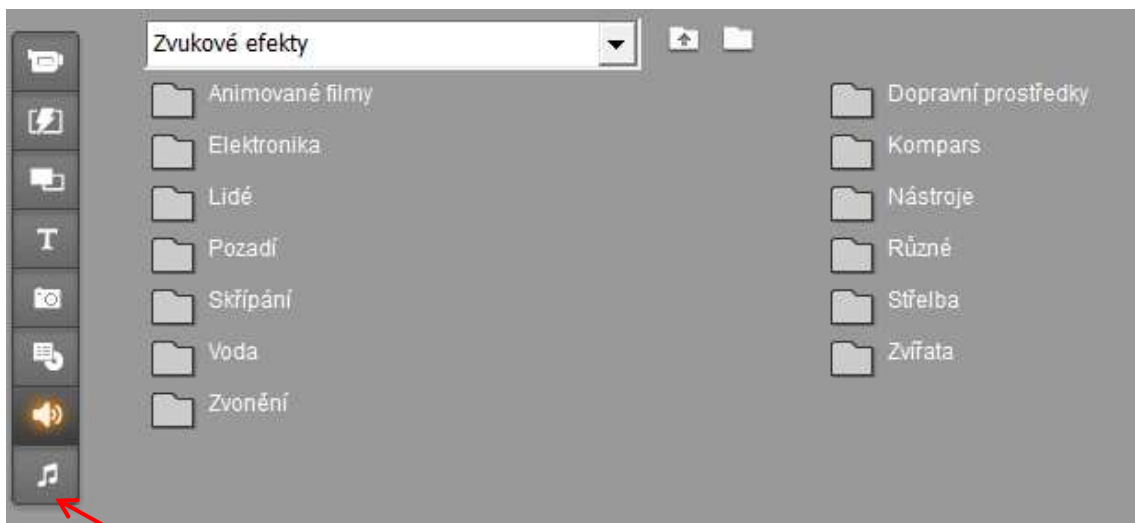 Zvukové efekty
Animované filmy
Dopravní prostředky
Elektronika
Kompars
Lidé
Nástroje
Pozadí
Různé
Skřípání
Střelba
Voda
Zvířata
Zvonění
T